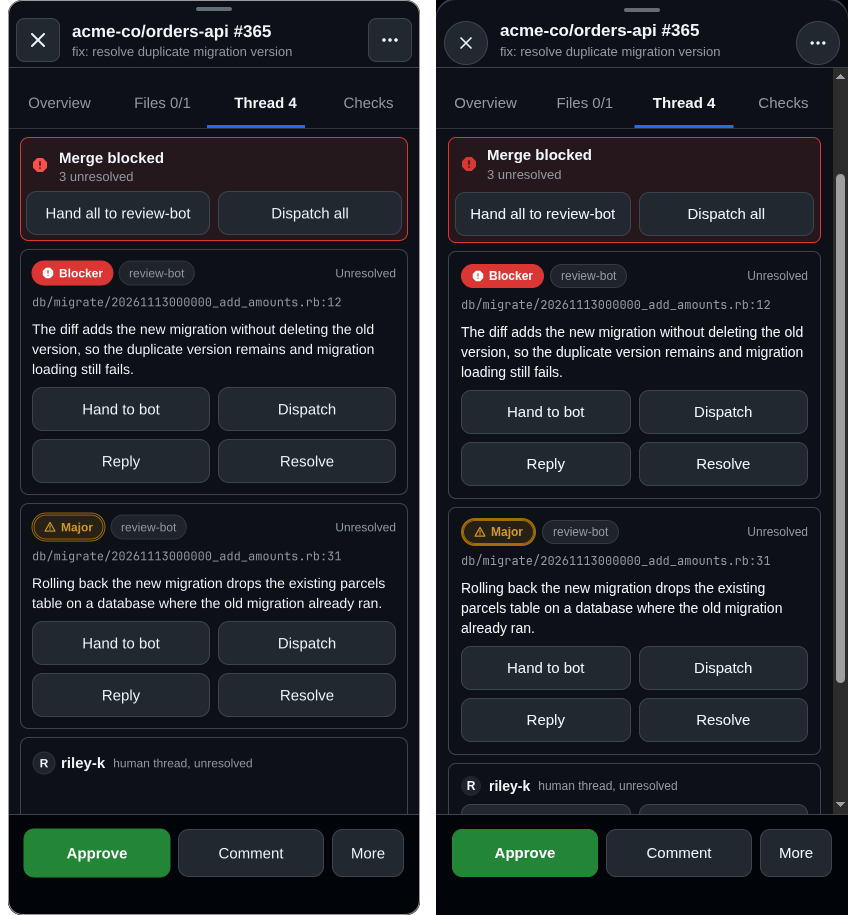 acme-co/orders-api #365
fix: resolve duplicate migration version
Overview Files 0/1 Thread 4 Checks
Merge blocked
3 unresolved
Hand all to review-bot Dispatch all
Blocker review-bot Unresolved
db/migrate/20261113000000_add_amounts.rb:12
The diff adds the new migration without deleting the old
version, so the duplicate version remains and migration
loading still fails.
Hand to bot Dispatch
Reply Resolve
Major review-bot Unresolved
db/migrate/20261113000000_add_amounts.rb:31
Rolling back the new migration drops the existing parcels
table on a database where the old migration already ran.
Hand to bot Dispatch
Reply Resolve
R riley-k human thread, unresolved
Approve Comment More
acme-co/orders-api #365
fix: resolve duplicate migration version
Overview Files 0/1 Thread 4 Checks
Merge blocked
3 unresolved
Hand all to review-bot Dispatch all
Blocker review-bot Unresolved
db/migrate/20261113000000_add_amounts.rb:12
The diff adds the new migration without deleting the old
version, so the duplicate version remains and migration
loading still fails.
Hand to bot Dispatch
Reply Resolve
Major review-bot Unresolved
db/migrate/20261113000000_add_amounts.rb:31
Rolling back the new migration drops the existing
parcels table on a database where the old migration
already ran.
Hand to bot Dispatch
Reply Resolve
R riley-k human thread, unresolved
Approve Comment More